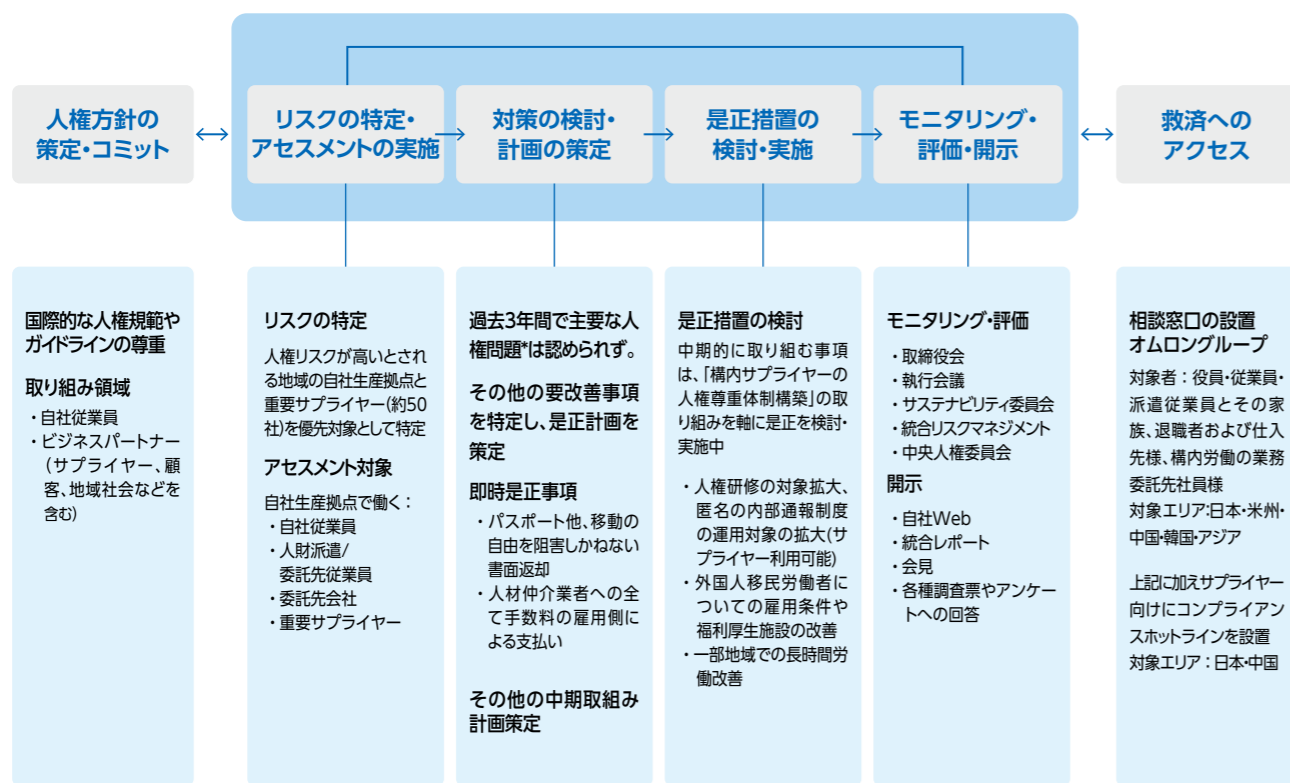 人権方針の
策定・コミット
リスクの特定・
アセスメントの実施
対策の検討・
計画の策定
是正措置の
検討・実施
モニタリング・
評価・開示
救済への
アクセス
国際的な人権規範や
ガイドラインの尊重
取り組み領域
・自社従業員
・ビジネスパートナー
(サプライヤー、顧
客、地域社会などを
含む)
リスクの特定
人権リスクが高いとされ
る地域の自社生産拠点と
重要サプライヤー(約50
社)を優先対象として特定
アセスメント対象
自社生産拠点で働く：
・自社従業員
・人財派遣/
委託先従業員
・委託先会社
・重要サプライヤー
過去3年間で主要な人
権問題*は認められず。
その他の要改善事項
を特定し、是正計画を
策定
即時是正事項
・パスポート他、移動の
自由を阻害しかねない
書面返却
・人材仲介業者への全
て手数料の雇用側に
よる支払い
その他の中期取組み
計画策定
是正措置の検討
中期的に取り組む事項
は、「構内サプライヤーの
人権尊重体制構築」の取
り組みを軸に是正を検討・
実施中
・人権研修の対象拡大、
匿名の内部通報制度
の運用対象の拡大(サ
プライヤー利用可能)
・外国人移民労働者に
ついての雇用条件や
福利厚生施設の改善
・一部地域での長時間労
働改善
モニタリング・評価
・取締役会
・執行会議
・サステナビリティ委員会
・統合リスクマネジメント
・中央人権委員会
開示
・自社Web
・統合レポート
・会見
・各種調査票やアンケー
トへの回答
相談窓口の設置
オムロングループ
対象者：役員・従業員・
派遣従業員とその家
族、退職者および仕入
先様、構内労働の業務
委託先社員様
対象エリア:日本・米州・
中国・韓国・アジア
上記に加えサプライヤー
向けにコンプライアン
スホットラインを設置
対象エリア：日本・中国